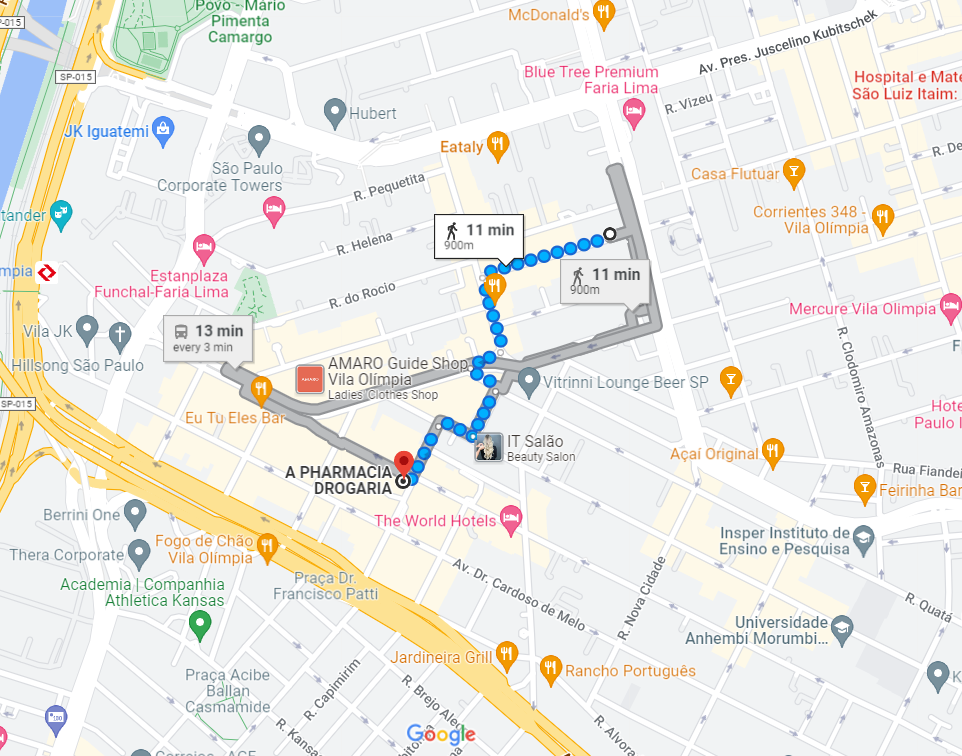 Povo - Mário
Pimenta
Camargo
-015
McDonald's
Av. Pres. Juscelino Kubitschek
SP-015
Blue Tree Premium
Faria Lima
Hospital e Mate
São Luiz Itaim:
R. Vizeu
Hubert
JK Iguatemi
Eataly
R. De
São Paulo
Corporate Towers
R. Pequetita
Casa Flutuar
tander
Corrientes 348 -
Vila Olímpia
11 min
900m
R. Helena
11 min
900m
mpia
Estanplaza
Funchal-Faria Lima
R. do Rocio
Mercure Vila Olimpia
13 min
every 3 min
Vila JK
Hillsong São Paulo
AMARO
AMARO Guide Shop
Vila Olímpia
Ladies' Clothes Shop
Vitrinni Lounge Beer SP
R. Clodomiro Amazonas
F
SP-015
Eu Tu Eles Bar
Hote
Paulo I
IT Salão
Beauty Salon
Açaí Original
A PHARMACIA
DROGARIA
Rua Fiandei
Feirinha Bar
Berrini One
The World Hotels
Insper Instituto de
Ensino e Pesquisa
Thera Corporate
Fogo de Chão
Vila Olímpia
Academia | Companhia
Athletica Kansas
Praça Dr.
Francisco Patti
Av. Dr. Cardoso de Melo
R. Nova Cidade
R. Quatá
Universidade
Anhembi Morumbi...
Jardineira Grill
Rancho Português
Praça Acibe
Ballan
Casmamide
R. Capimirim
R. Brejo Aleg
K
R. Kansas
Google
R. Alvora
Correios - AGF